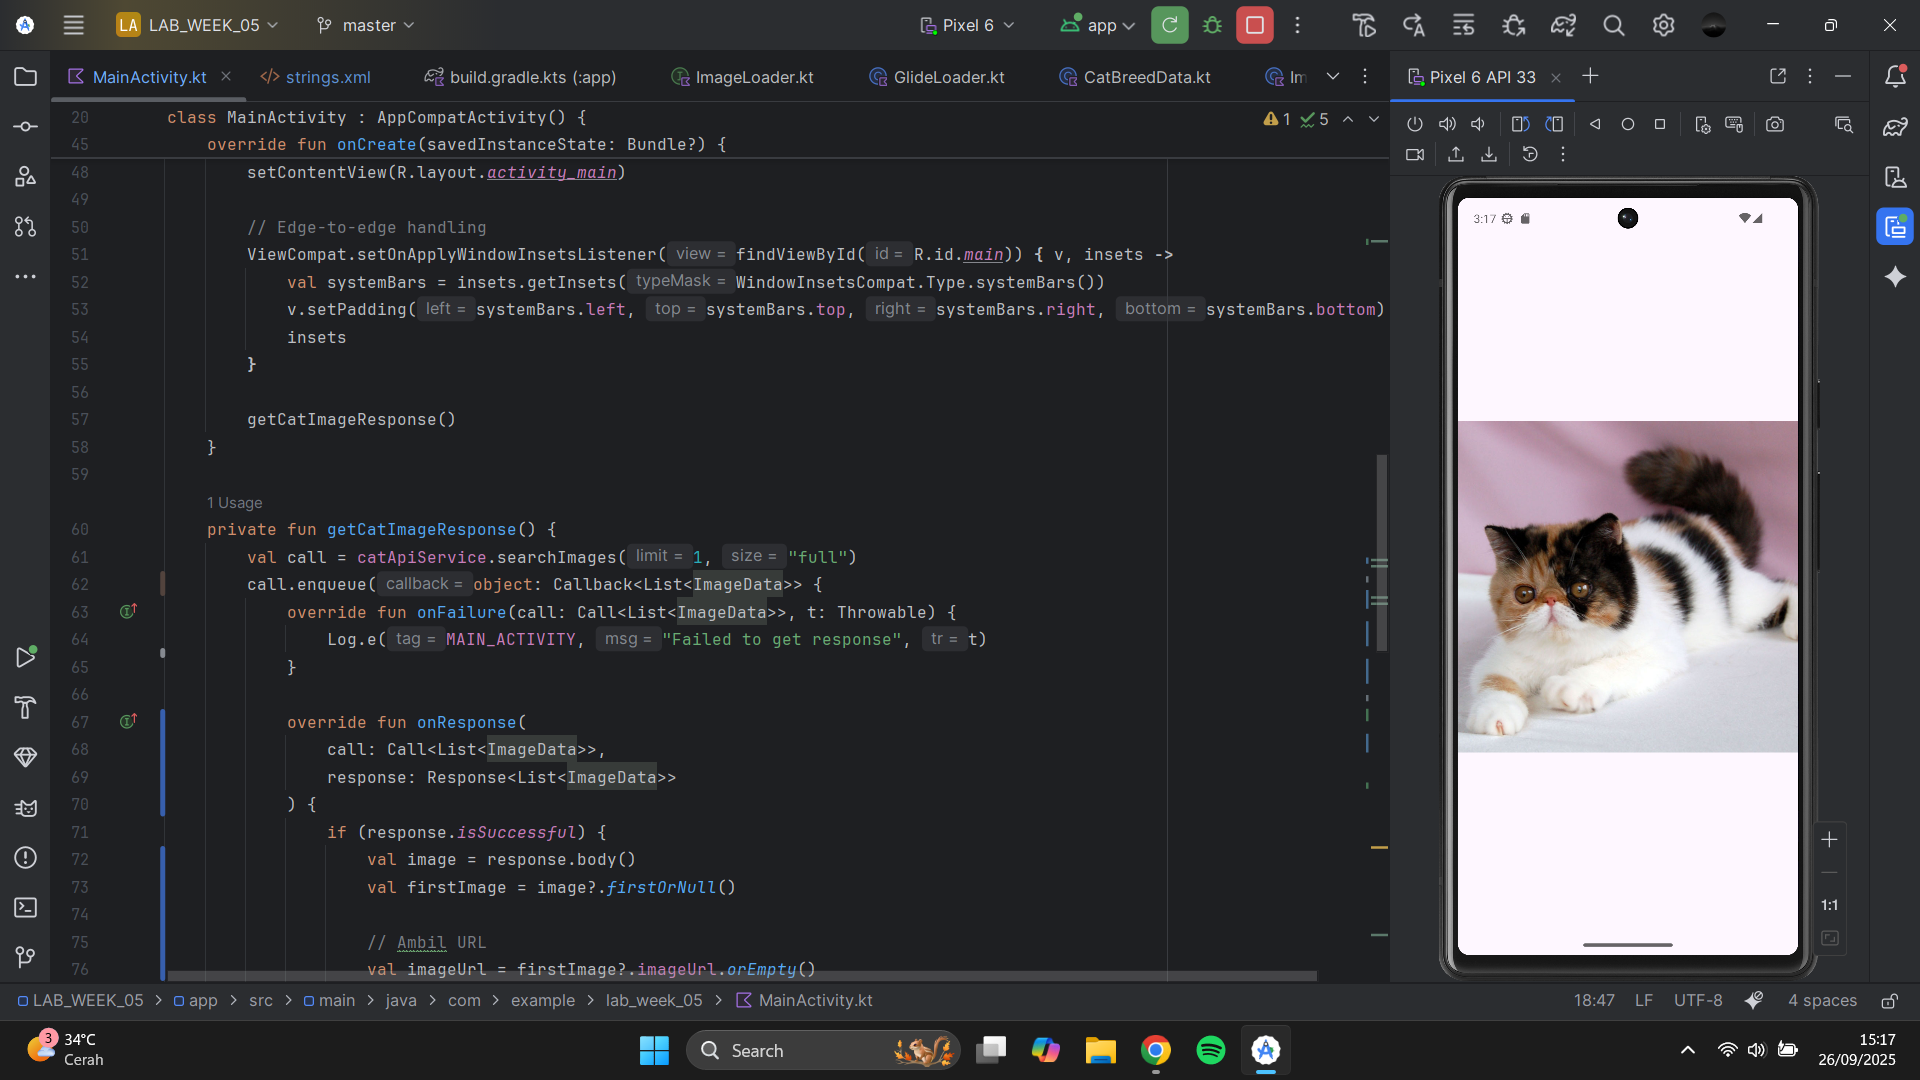 LA LAB_WEEK_05 master Pixel 6 app
MainActivity.kt strings.xml build.gradle.kts (:app) ImageLoader.kt GlideLoader.kt CatBreedData.kt Im
Pixel 6 API 33
20 class MainActivity : AppCompatActivity() {
1 5
45 override fun onCreate(savedInstanceState: Bundle?) {
48 setContentView(R.layout.activity_main)
49
50 // Edge-to-edge handling
51 ViewCompat.setOnApplyWindowInsetsListener( view = findViewById( id = R.id.main)) { v, insets ->
52 val systemBars = insets.getInsets( typeMask = WindowInsetsCompat.Type.systemBars())
53 v.setPadding( left = systemBars.left, top = systemBars.top, right = systemBars.right, bottom = systemBars.bottom)
54 insets
55 }
56
57 getCatImageResponse()
58 }
59
1 Usage
60 private fun getCatImageResponse() {
61 val call = catApiService.searchImages( limit = 1, size = "full")
62 call.enqueue( callback = object: Callback<List<ImageData>> {
63 override fun onFailure(call: Call<List<ImageData>>, t: Throwable) {
64 Log.e( tag = MAIN_ACTIVITY, msg = "Failed to get response", tr = t)
65 }
66
67 override fun onResponse(
68 call: Call<List<ImageData>>,
69 response: Response<List<ImageData>>
70 ) {
71 if (response.isSuccessful) {
72 val image = response.body()
73 val firstImage = image?.firstOrNull()
74
75 // Ambil URL
76 val imageUrl = firstImage?.imageUrl.orEmpty()
3:17
1:1
LAB_WEEK_05 > app > src > main > java > com > example > lab_week_05 > MainActivity.kt
18:47 LF UTF-8 4 spaces
3
34°C
Cerah
Search
15:17
26/09/2025